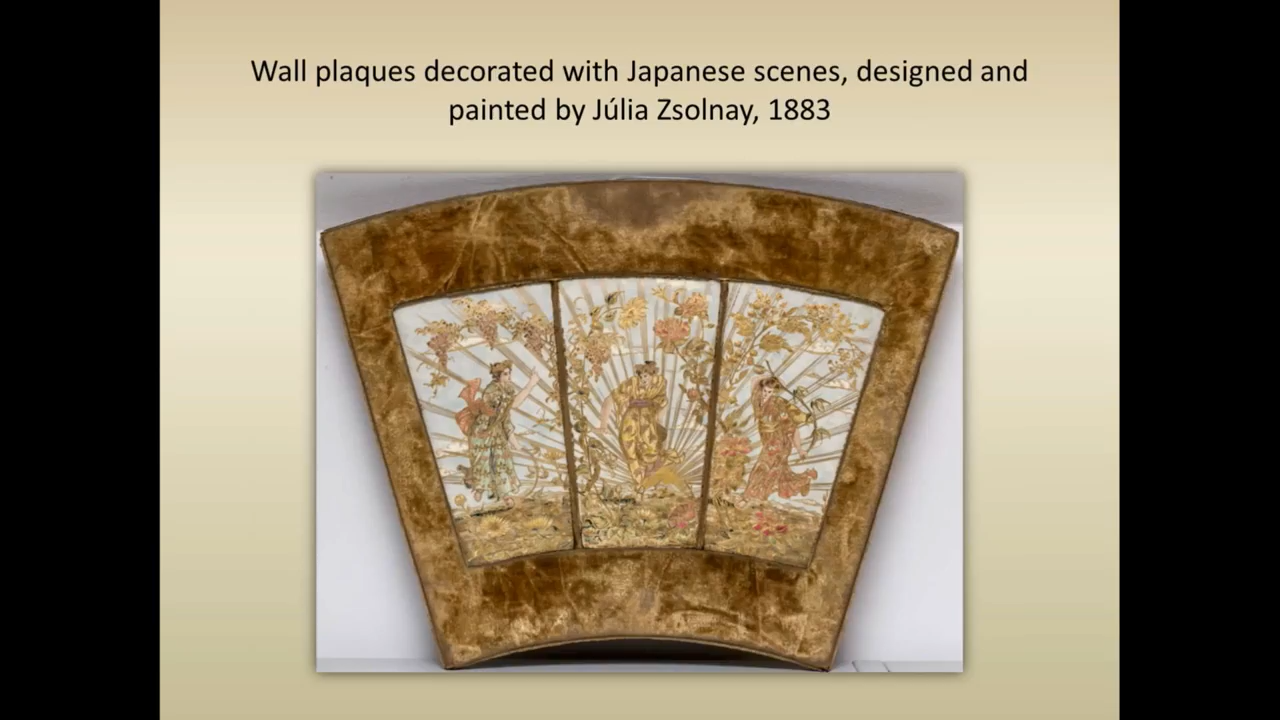 Wall plaques decorated with Japanese scenes, designed and
painted by Júlia Zsolnay, 1883